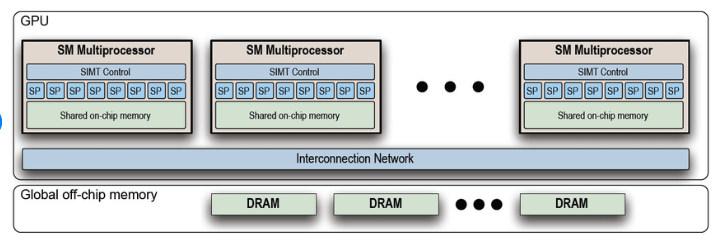 GPU
SM Multiprocessor SM Multiprocessor SM Multiprocessor
SIMT Control SIMT Control SIMT Control
SP SP SP SP SP SP SP SP SP SP SP SP SP SP SP SP SP SP SP SP SP SP SP SP
Shared on-chip memory Shared on-chip memory Shared on-chip memory
Interconnection Network
Global off-chip memory
DRAM DRAM DRAM